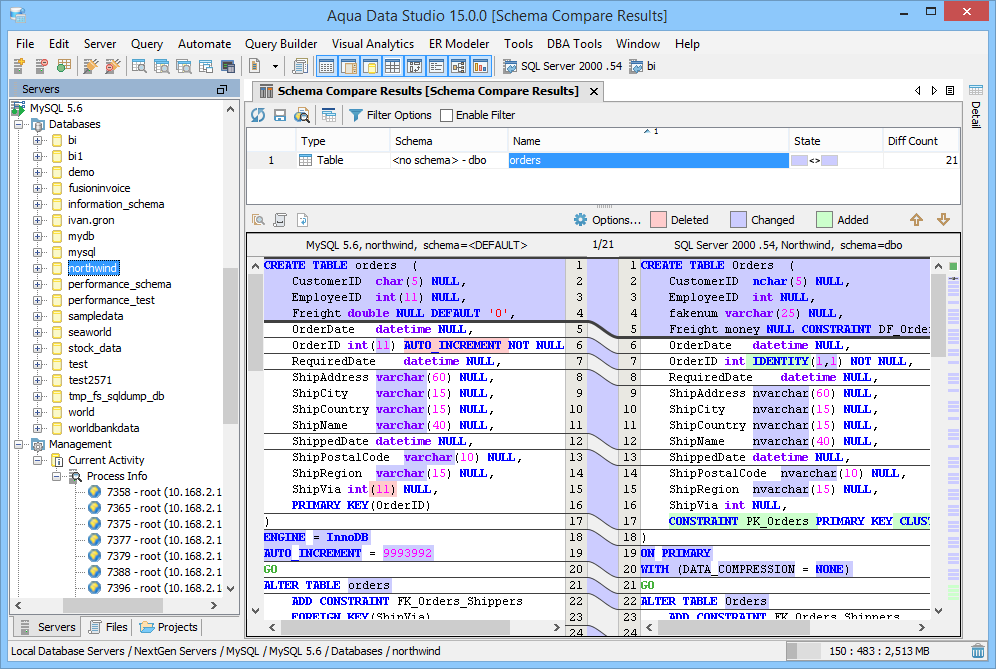 Aqua Data Studio 15.0.0 [Schema Compare Results]
File Edit Server Query Automate Query Builder Visual Analytics ER Modeler Tools DBA Tools Window Help
SQL Server 2000 .54 bi
Servers
MySQL 5.6
Databases
bi
bi1
demo
fusioninvoice
information_schema
ivan.gron
mydb
mysql
northwind
performance_schema
performance_test
sampledata
seaworld
stock_data
test
test2571
tmp_fs_sqldump_db
world
worldbankdata
Management
Current Activity
Process Info
7358 - root (10.168.2.1
7365 - root (10.168.2.1
7375 - root (10.168.2.1
7377 - root (10.168.2.1
7379 - root (10.168.2.1
7388 - root (10.168.2.1
7396 - root (10.168.2.1
Servers Files Projects
Schema Compare Results [Schema Compare Results]
Detail
Filter Options Enable Filter
Type Schema Name 1 State Diff Count
1 Table <no schema> - dbo orders <> 21
Options... Deleted Changed Added
MySQL 5.6, northwind, schema=<DEFAULT> 1/21 SQL Server 2000 .54, Northwind, schema=dbo
CREATE TABLE orders ( 1 1 CREATE TABLE Orders (
CustomerID char(5) NULL, 2 2 CustomerID nchar(5) NULL,
EmployeeID int(11) NULL, 3 3 EmployeeID int NULL,
Freight double NULL DEFAULT '0', 4 4 fakenum varchar(25) NULL,
OrderDate datetime NULL, 5 5 Freight money NULL CONSTRAINT DF_Orde
OrderID int(11) AUTO_INCREMENT NOT NULL 6 6 OrderDate datetime NULL,
RequiredDate datetime NULL, 7 7 OrderID int IDENTITY(1,1) NOT NULL,
ShipAddress varchar(60) NULL, 8 8 RequiredDate datetime NULL,
ShipCity varchar(15) NULL, 9 9 ShipAddress nvarchar(60) NULL,
ShipCountry varchar(15) NULL, 10 10 ShipCity nvarchar(15) NULL,
ShipName varchar(40) NULL, 11 11 ShipCountry nvarchar(15) NULL,
ShippedDate datetime NULL, 12 12 ShipName nvarchar(40) NULL,
ShipPostalCode varchar(10) NULL, 13 13 ShippedDate datetime NULL,
ShipRegion varchar(15) NULL, 14 14 ShipPostalCode nvarchar(10) NULL,
ShipVia int(11) NULL, 15 15 ShipRegion nvarchar(15) NULL,
PRIMARY KEY(OrderID) 16 16 ShipVia int NULL,
) 17 17 CONSTRAINT PK_Orders PRIMARY KEY CLUST
ENGINE = InnoDB 18 18 )
AUTO_INCREMENT = 9993992 19 19 ON PRIMARY
GO 20 20 WITH (DATA_COMPRESSION = NONE)
ALTER TABLE orders 21 21 GO
ADD CONSTRAINT FK_Orders_Shippers 22 22 ALTER TABLE Orders
FOREIGN KEY(ShipVia) 23 23 ADD CONSTRAINT FK_Orders_Shippers
24 24
Local Database Servers / NextGen Servers / MySQL / MySQL 5.6 / Databases / northwind 150 : 483 : 2,513 MB